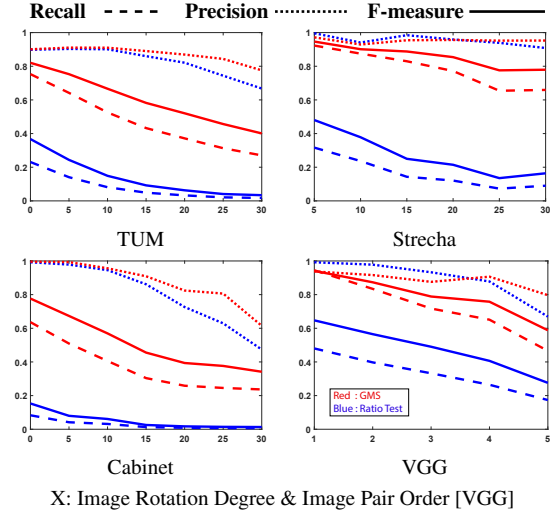 Recall Precision F-measure
1
0.8
0.6
0.4
0.2
0
0 5 10 15 20 25 30
TUM
1
0.8
0.6
0.4
0.2
0
5 10 15 20 25 30
Strecha
1
0.8
0.6
0.4
0.2
0
0 5 10 15 20 25 30
Cabinet
1
0.8
0.6
0.4
0.2
0
Red : GMS
Blue : Ratio Test
1 2 3 4 5
VGG
X: Image Rotation Degree & Image Pair Order [VGG]